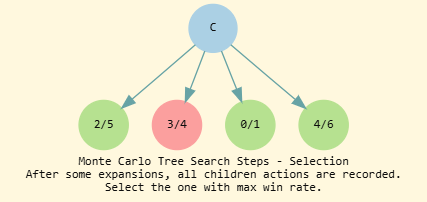 C
2/5 3/4 0/1 4/6
Monte Carlo Tree Search Steps - Selection
After some expansions, all children actions are recorded.
Select the one with max win rate.